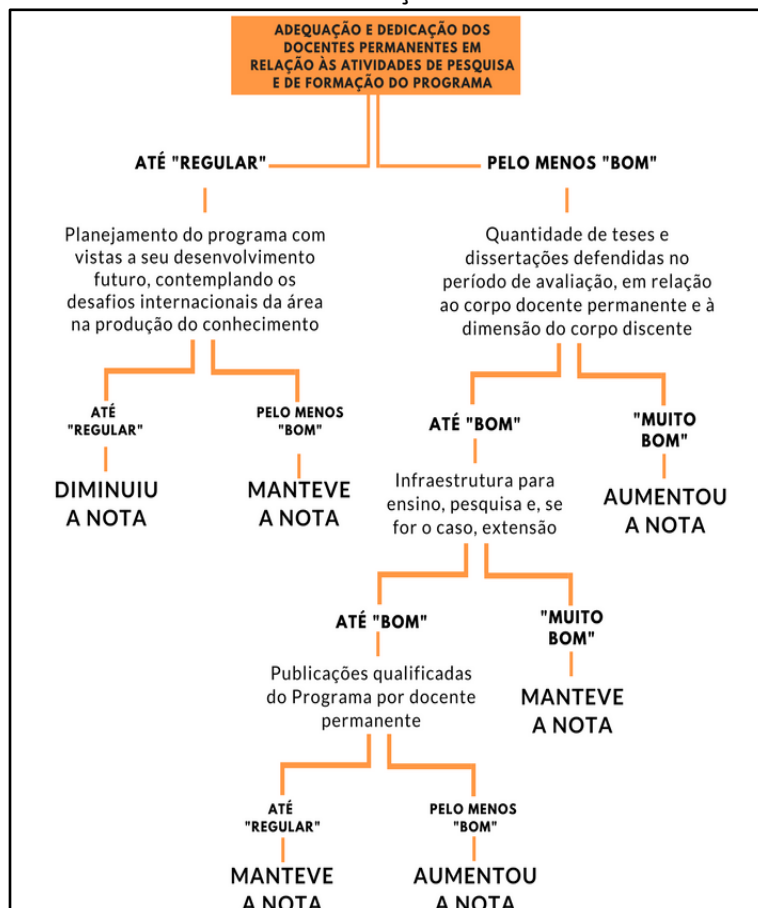 ADEQUAÇÃO E DEDICAÇÃO DOS
DOCENTES PERMANENTES EM
RELAÇÃO ÀS ATIVIDADES DE PESQUISA
E DE FORMAÇÃO DO PROGRAMA
ATÉ "REGULAR"
PELO MENOS "BOM"
Planejamento do programa com
vistas a seu desenvolvimento
futuro, contemplando os
desafios internacionais da área
na produção do conhecimento
Quantidade de teses e
dissertações defendidas no
período de avaliação, em relação
ao corpo docente permanente e à
dimensão do corpo discente
ATÉ
"REGULAR"
PELO MENOS
"BOM"
ATÉ "BOM"
"MUITO
BOM"
DIMINUIU
A NOTA
MANTEVE
A NOTA
Infraestrutura para
ensino, pesquisa e, se
for o caso, extensão
AUMENTOU
A NOTA
ATÉ "BOM"
"MUITO
BOM"
Publicações qualificadas
do Programa por docente
permanente
MANTEVE
A NOTA
ATÉ
"REGULAR"
PELO MENOS
"BOM"
MANTEVE
A NOTA
AUMENTOU
A NOTA